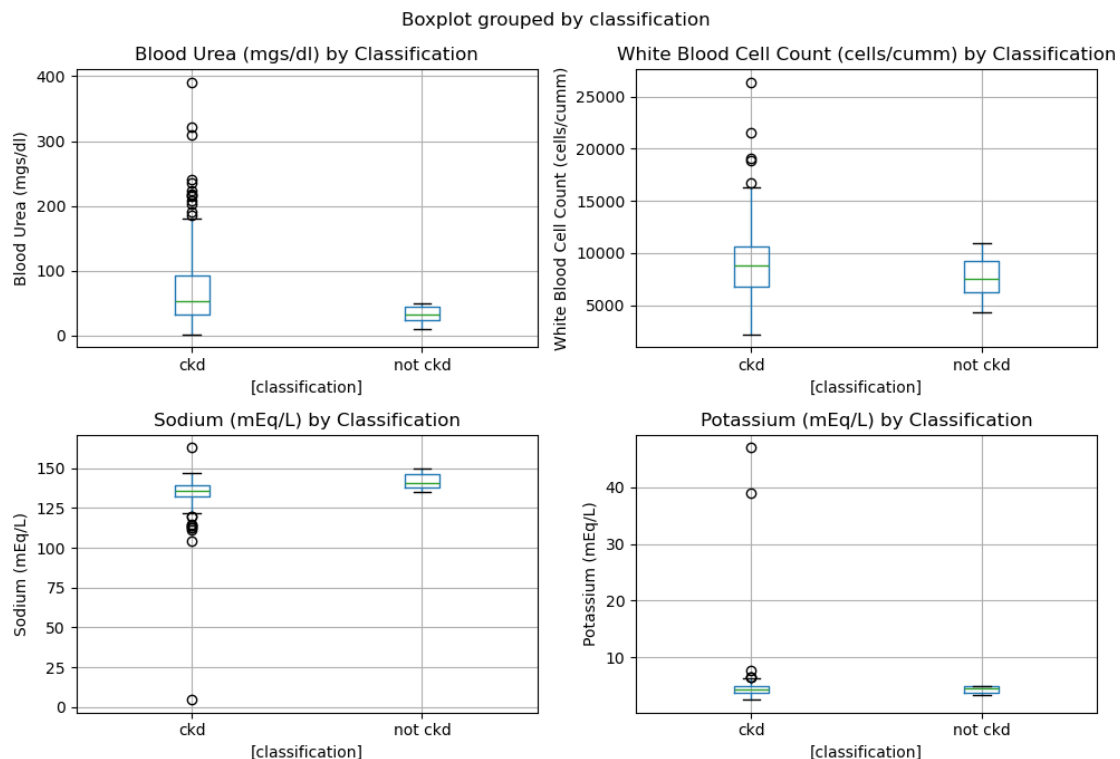 Boxplot grouped by classification
Blood Urea (mgs/dl) by Classification
Blood Urea (mgs/dl)
400
300
200
100
0
ckd
not ckd
[classification]
White Blood Cell Count (cells/cumm) by Classification
White Blood Cell Count (cells/cumm)
25000
20000
15000
10000
5000
ckd
not ckd
[classification]
Sodium (mEq/L) by Classification
Sodium (mEq/L)
150
125
100
75
50
25
0
ckd
not ckd
[classification]
Potassium (mEq/L) by Classification
Potassium (mEq/L)
40
30
20
10
ckd
not ckd
[classification]